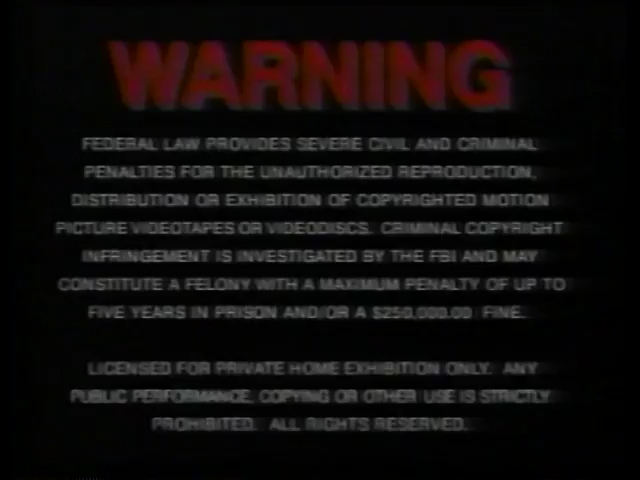 WARNING
FEDERAL LAW PROVIDES SEVERE CIVIL AND CRIMINAL
PENALTIES FOR THE UNAUTHORIZED REPRODUCTION,
DISTRIBUTION OR EXHIBITION OF COPYRIGHTED MOTION
PICTURE VIDEOTAPES OR VIDEODISCS. CRIMINAL COPYRIGHT
INFRINGEMENT IS INVESTIGATED BY THE FBI AND MAY
CONSTITUTE A FELONY WITH A MAXIMUM PENALTY OF UP TO
FIVE YEARS IN PRISON AND/OR A $250,000.00 FINE.
LICENSED FOR PRIVATE HOME EXHIBITION ONLY. ANY
PUBLIC PERFORMANCE, COPYING OR OTHER USE IS STRICTLY
PROHIBITED. ALL RIGHTS RESERVED.